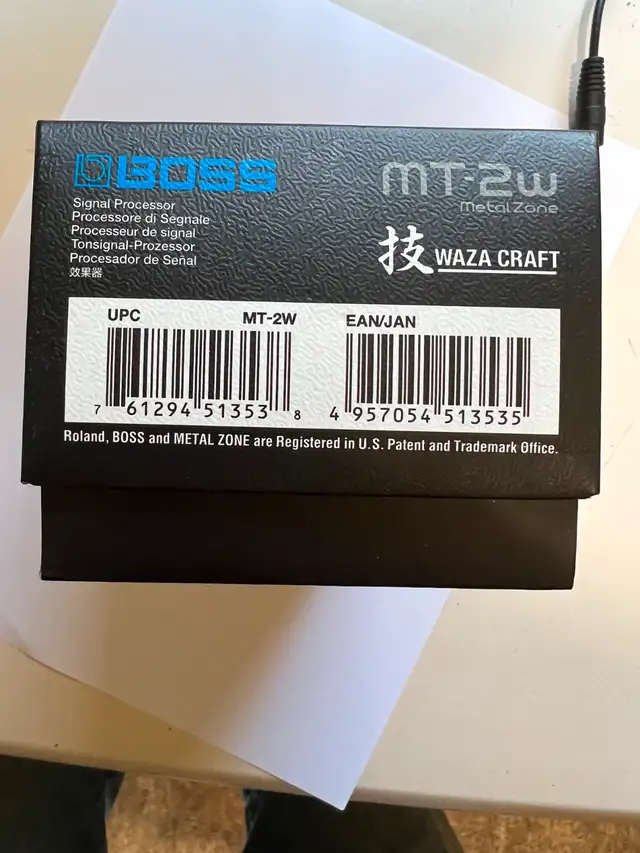 BOSS
Signal Processor
Processore di Segnale
Processeur de signal
Tonsignal-Prozessor
Procesador de Señal
效果器
MT-2w
Metal Zone
技 WAZA CRAFT
UPC MT-2W EAN/JAN
7 61294 51353 8 4 957054 513535
Roland, BOSS and METAL ZONE are Registered in U.S. Patent and Trademark Office.